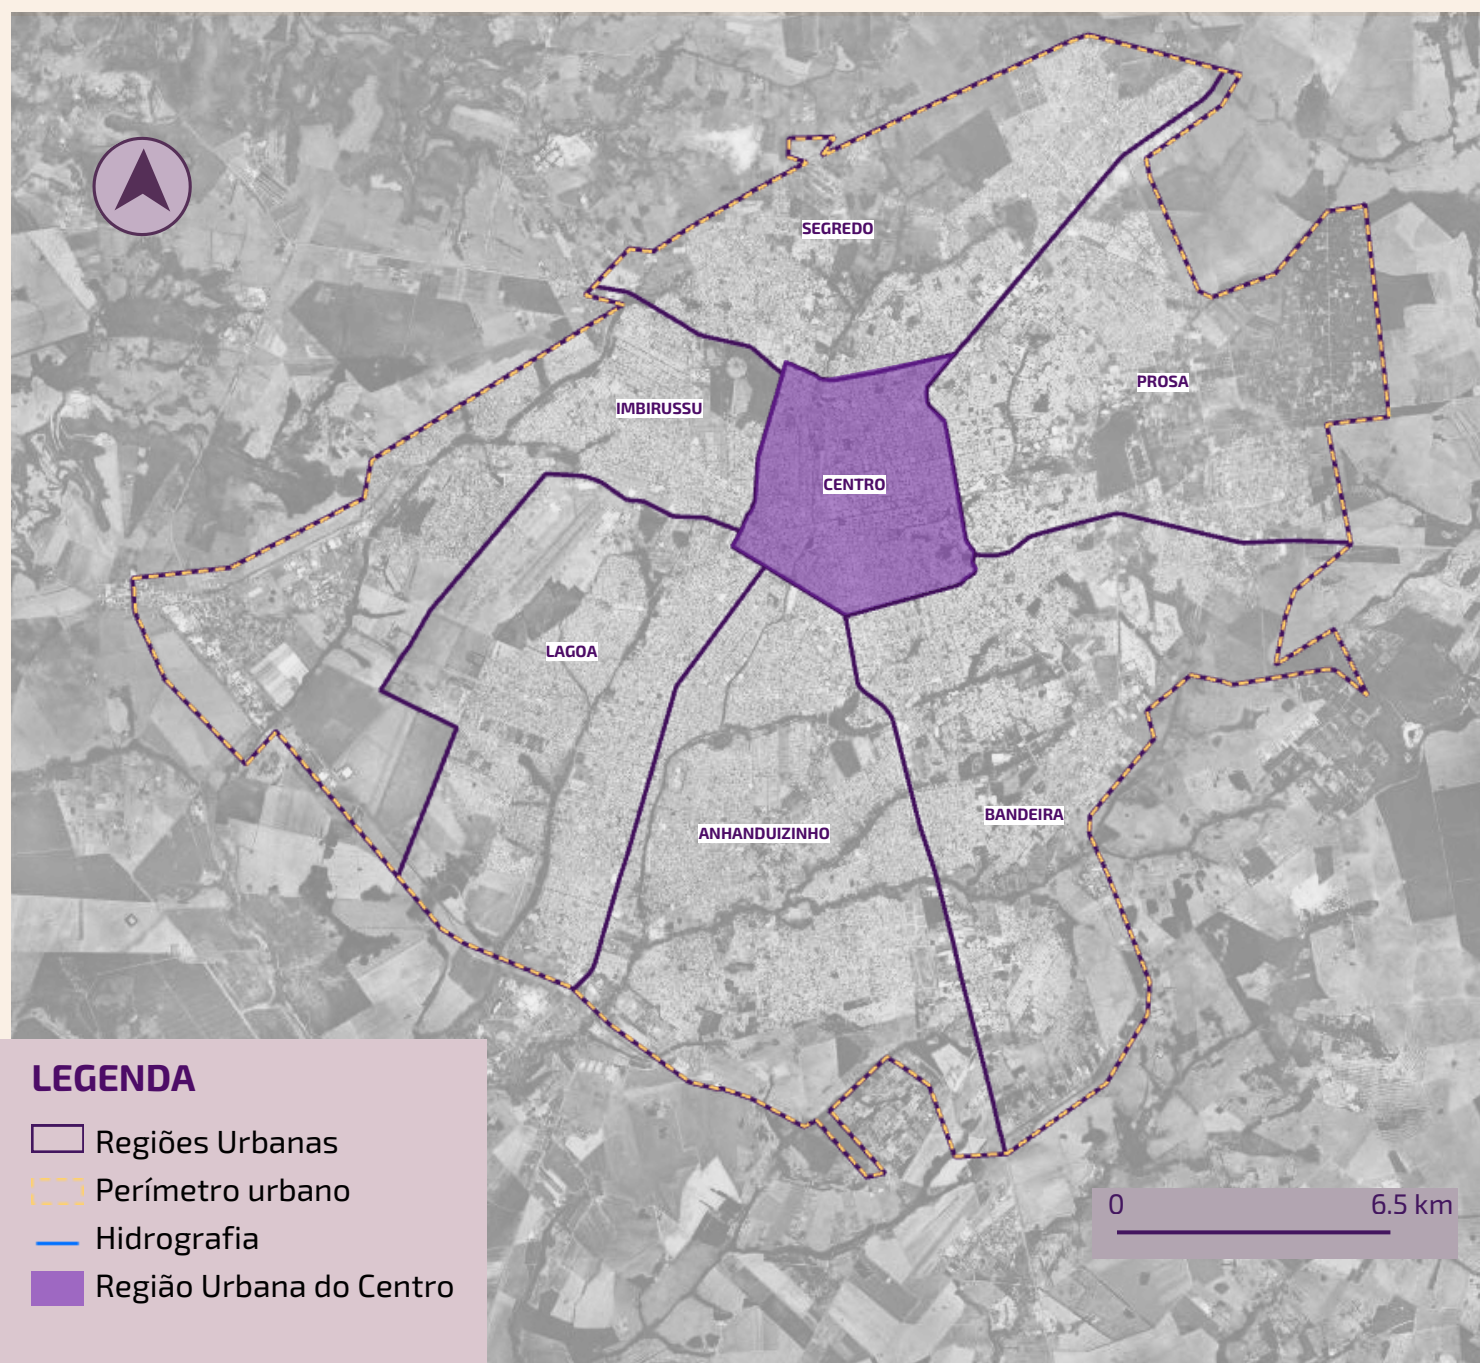 SEGREDO
PROSA
IMBIRUSSU
CENTRO
LAGOA
BANDEIRA
ANHANDUIZINHO
LEGENDA
Regiões Urbanas
Perímetro urbano
Hidrografia
Região Urbana do Centro
0 6.5 km